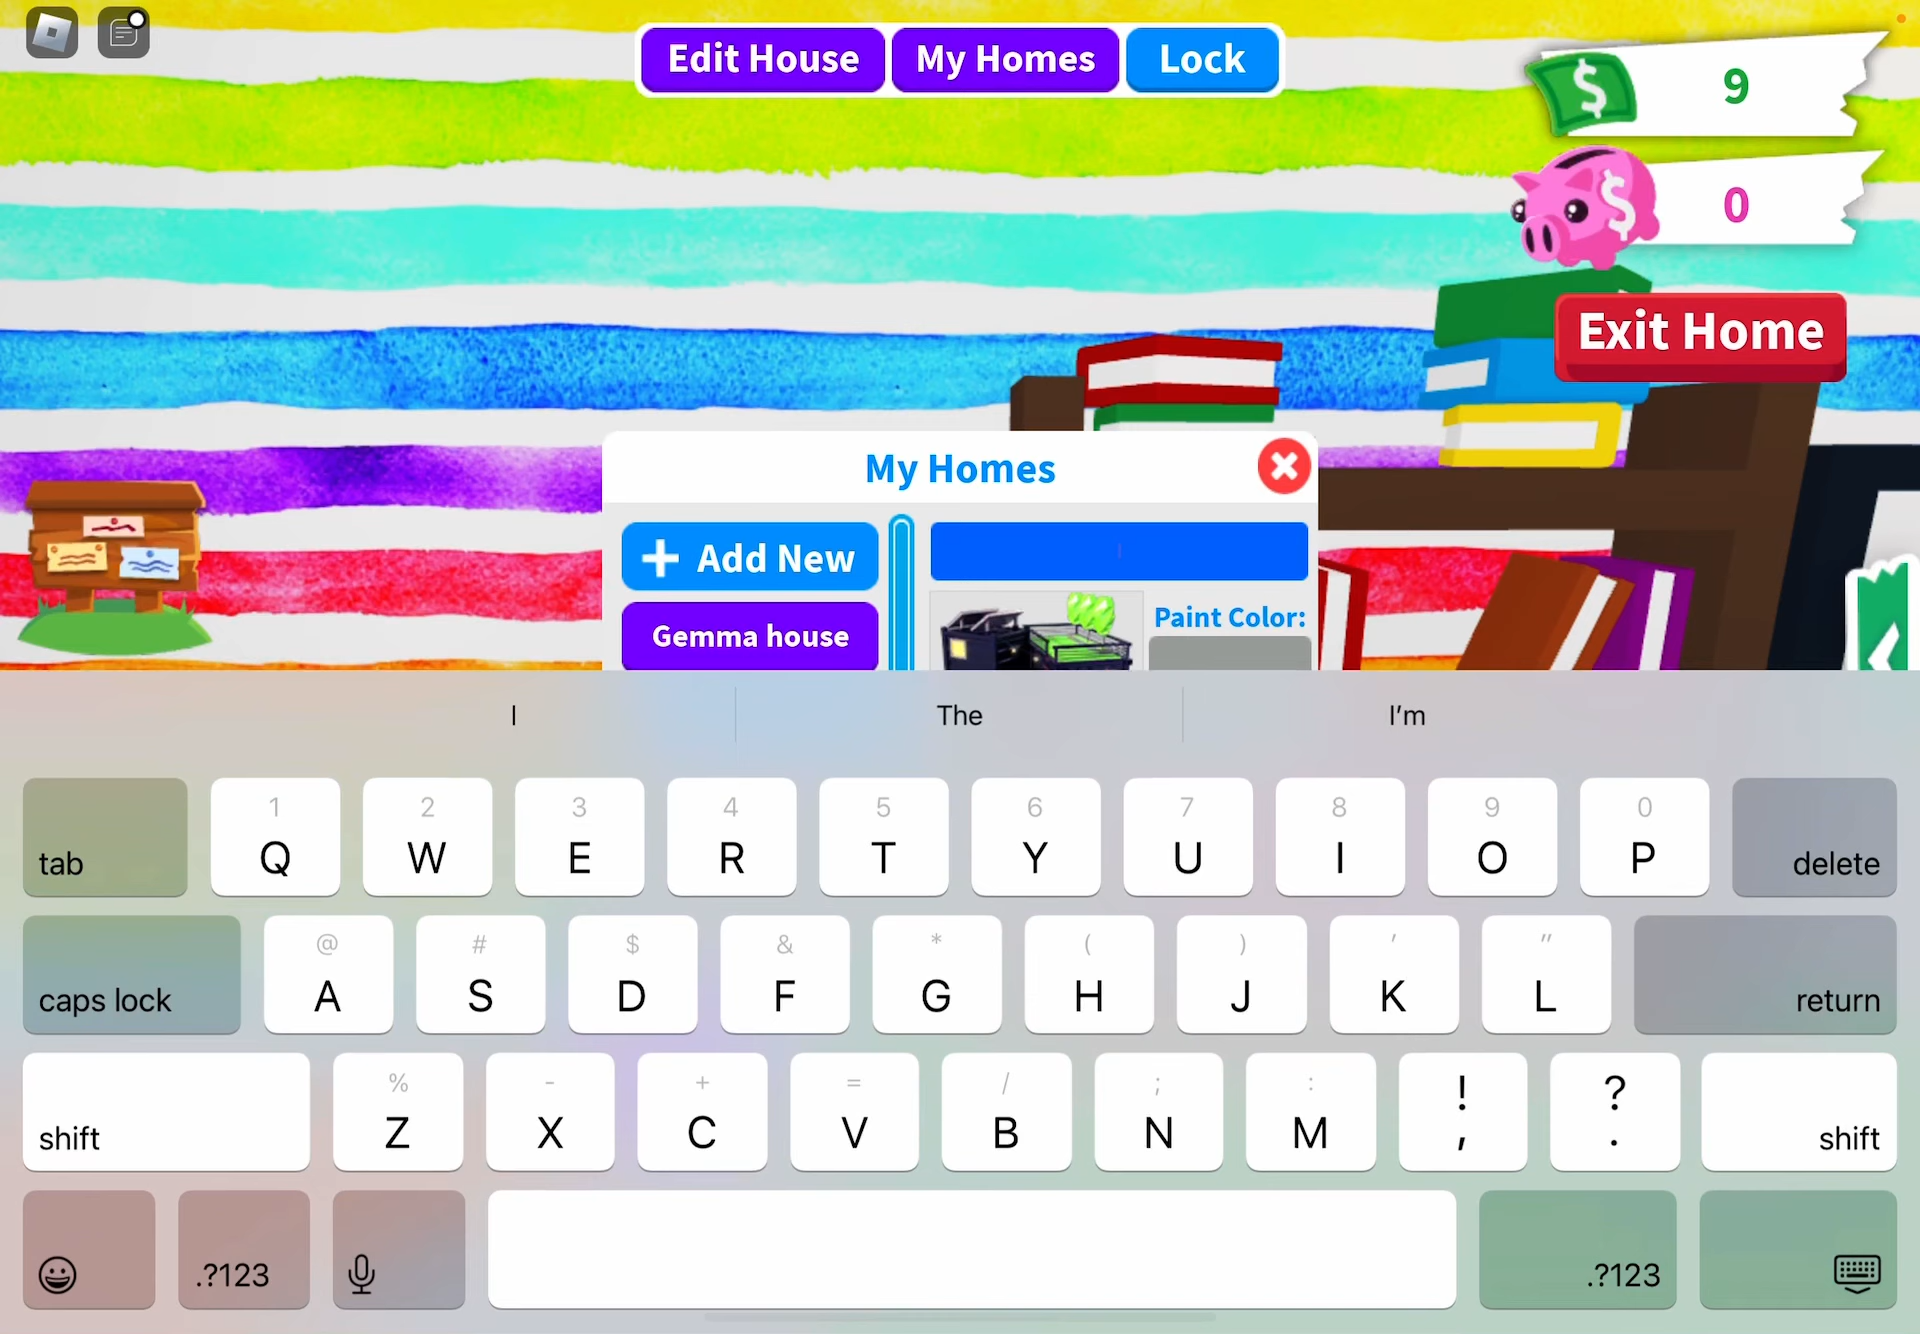 Edit House My Homes Lock
$ 9
$ 0
Exit Home
My Homes
+ Add New
Gemma house
Paint Color:
I The I’m
tab 1 Q 2 W 3 E 4 R 5 T 6 Y 7 U 8 I 9 O 0 P delete
caps lock @ A # S $ D & F * G ( H ) J ' K " L return
shift % Z - X + C = V / B ; N : M ! , ? . shift
.?123 .?123